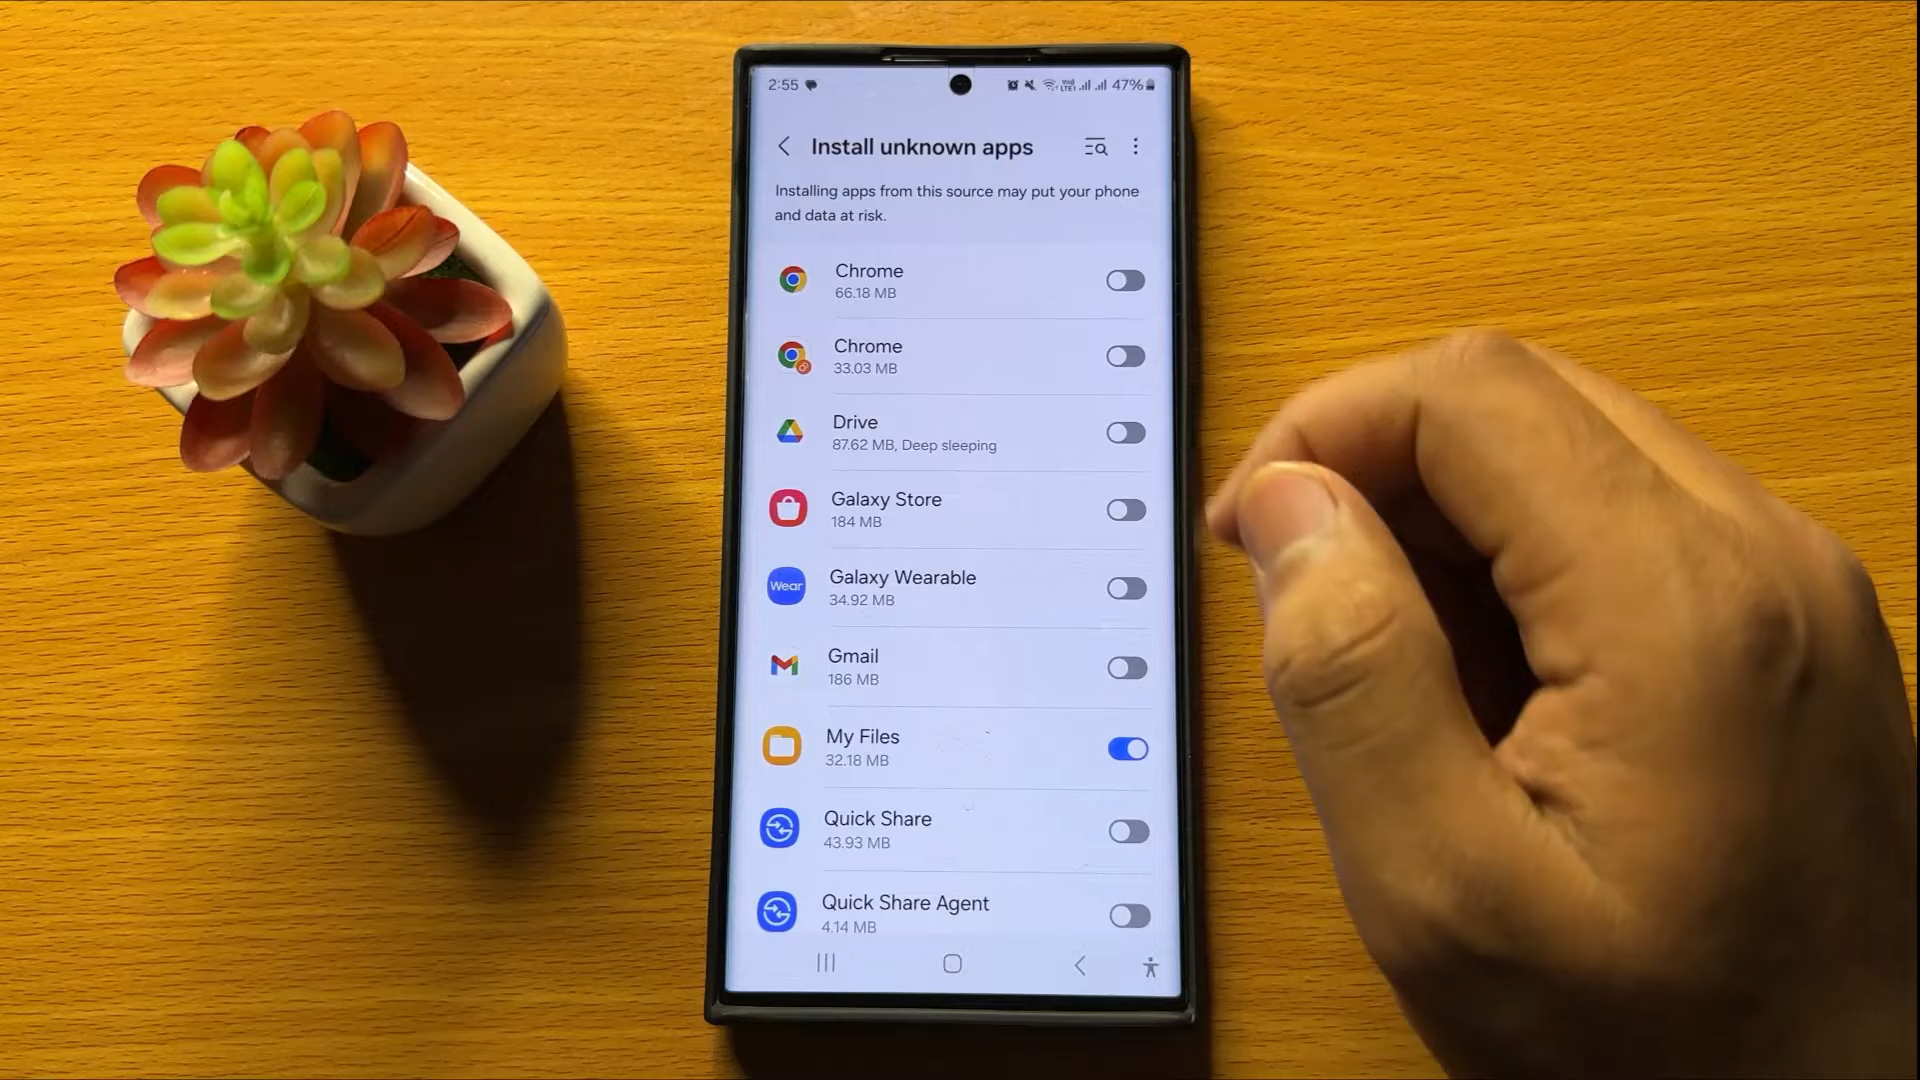 2:55
47%
Install unknown apps
Installing apps from this source may put your phone
and data at risk.
Chrome
66.18 MB
Chrome
33.03 MB
Drive
87.62 MB, Deep sleeping
Galaxy Store
184 MB
Wear
Galaxy Wearable
34.92 MB
Gmail
186 MB
My Files
32.18 MB
Quick Share
43.93 MB
Quick Share Agent
4.14 MB